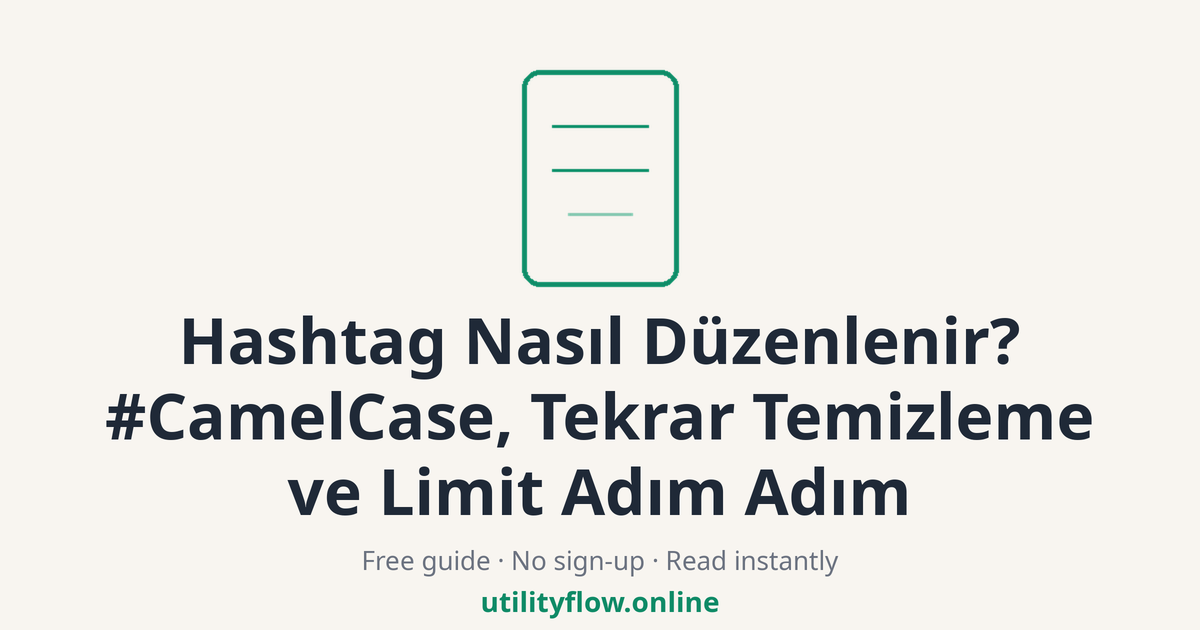 Hashtag Nasıl Düzenlenir?
#CamelCase, Tekrar Temizleme
ve Limit Adım Adım
Free guide · No sign-up · Read instantly
utilityflow.online